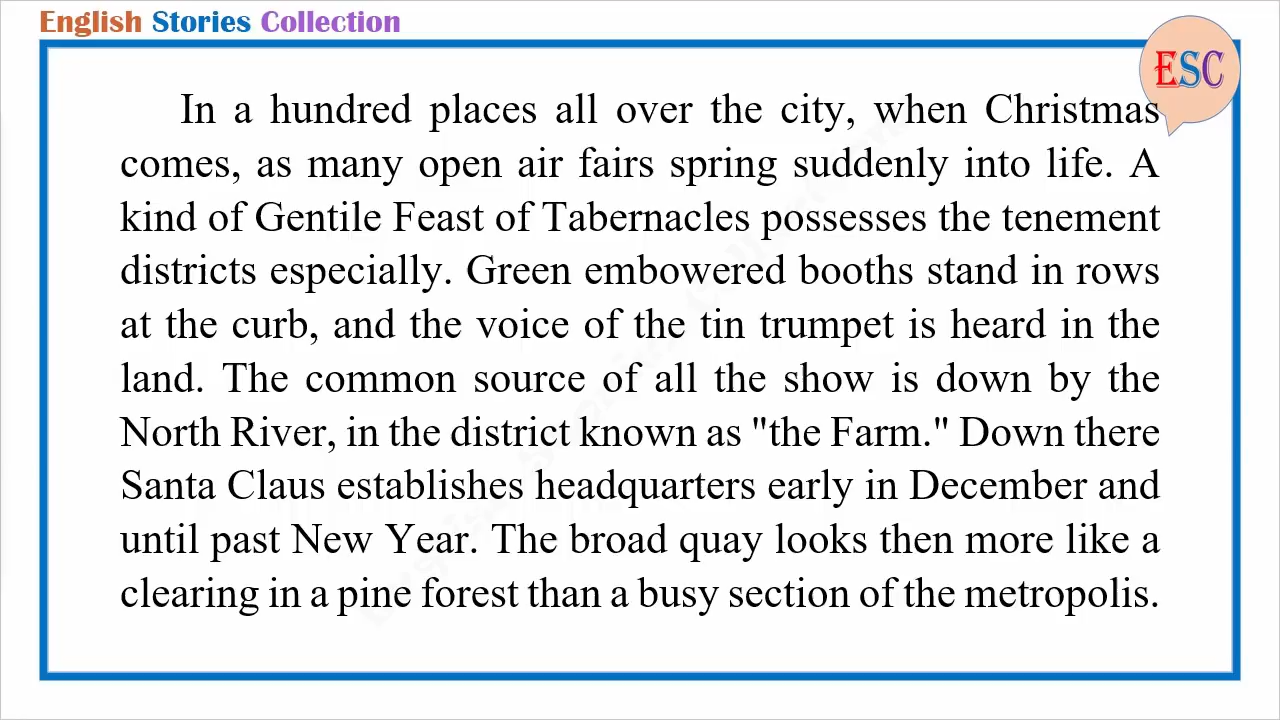 English Stories Collection
ESC
In a hundred places all over the city, when Christmas
comes, as many open air fairs spring suddenly into life. A
kind of Gentile Feast of Tabernacles possesses the tenement
districts especially. Green embowered booths stand in rows
at the curb, and the voice of the tin trumpet is heard in the
land. The common source of all the show is down by the
North River, in the district known as "the Farm." Down there
Santa Claus establishes headquarters early in December and
until past New Year. The broad quay looks then more like a
clearing in a pine forest than a busy section of the metropolis.